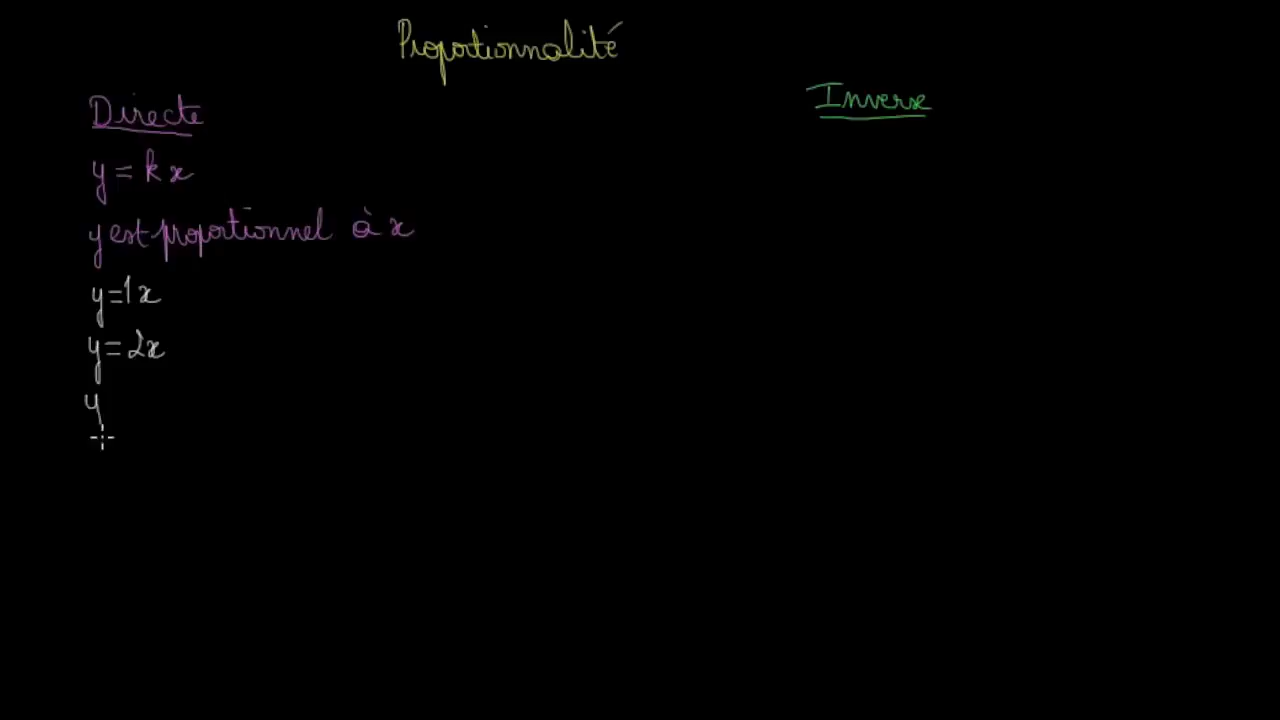 Proportionnalité
Directe
Inverse
y = kx
y est proportionnel à x
y=1x
y=2x
y